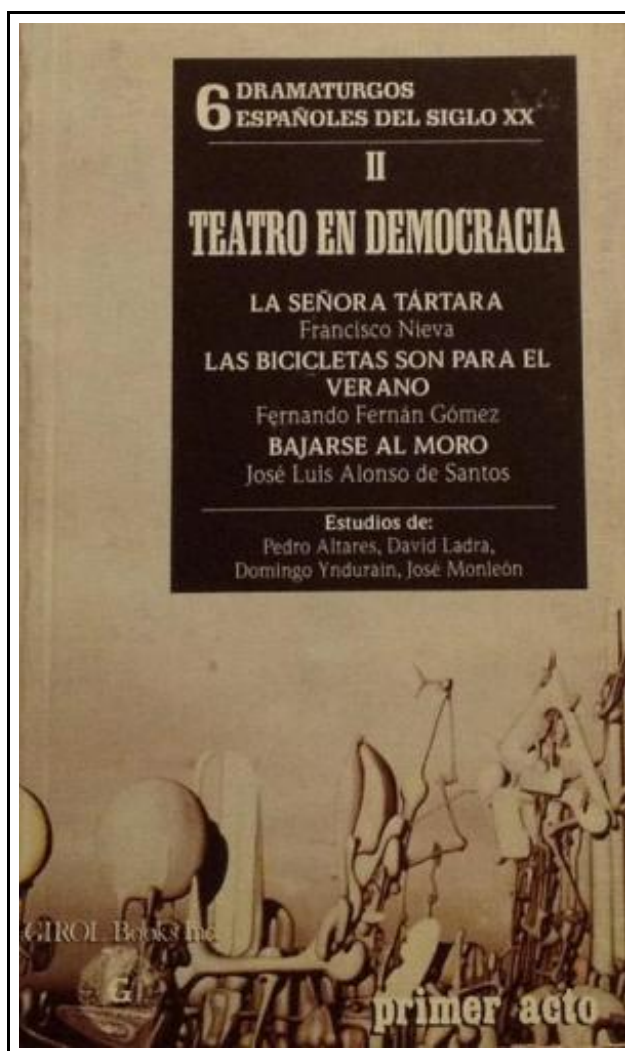 6 DRAMATURGOS
ESPAÑOLES DEL SIGLO XX
II
TEATRO EN DEMOCRACIA
LA SEÑORA TÁRTARA
Francisco Nieva
LAS BICICLETAS SON PARA EL
VERANO
Fernando Fernán Gómez
BAJARSE AL MORO
José Luis Alonso de Santos
Estudios de:
Pedro Altares, David Ladra,
Domingo Yndurain, José Monleón
GIROL Books Inc.
G
primer acto